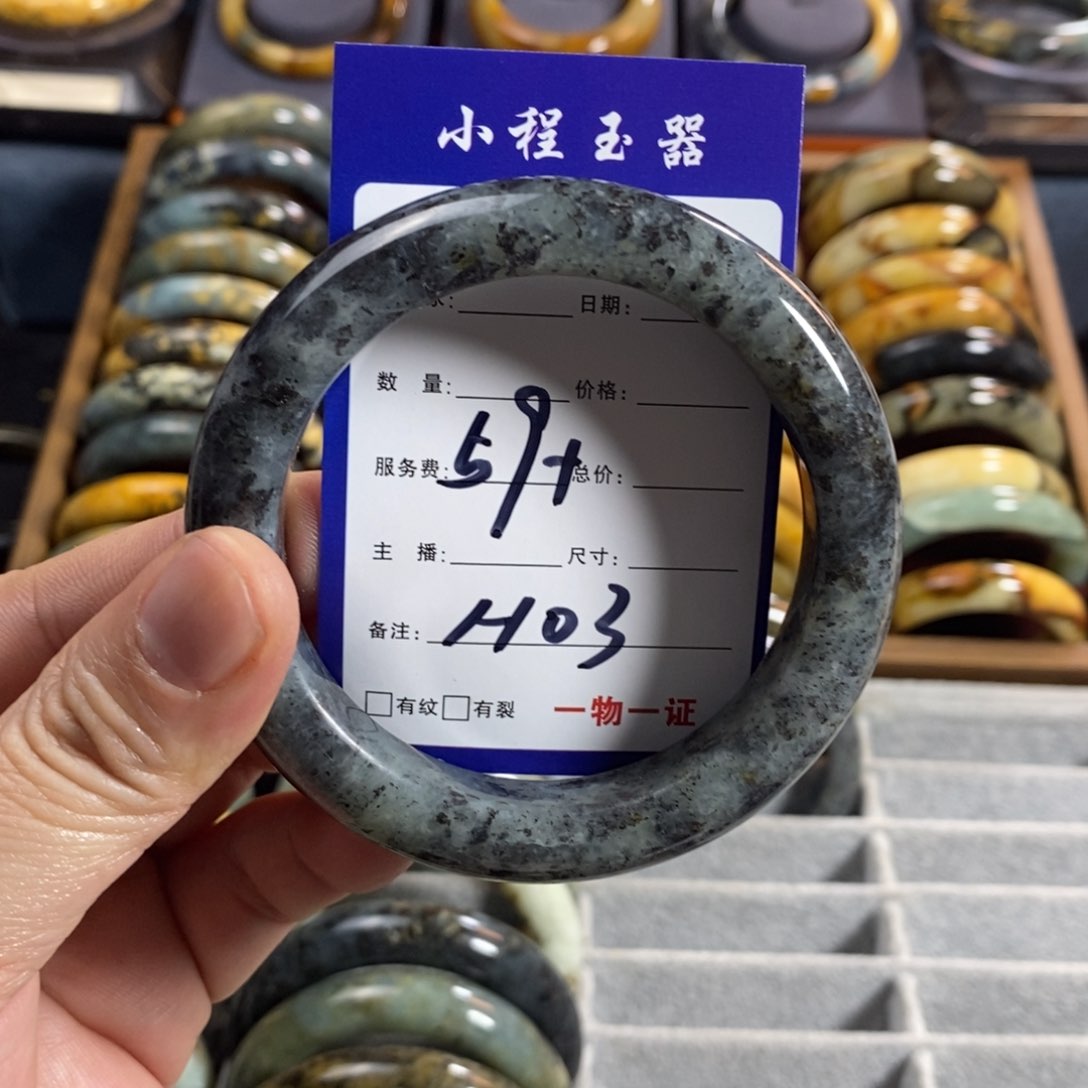 小程玉器
日期:
数 量: 价格:
59+
服务费: 总价:
主 播: 尺寸:
备注: H03
□有纹□有裂 一物一证